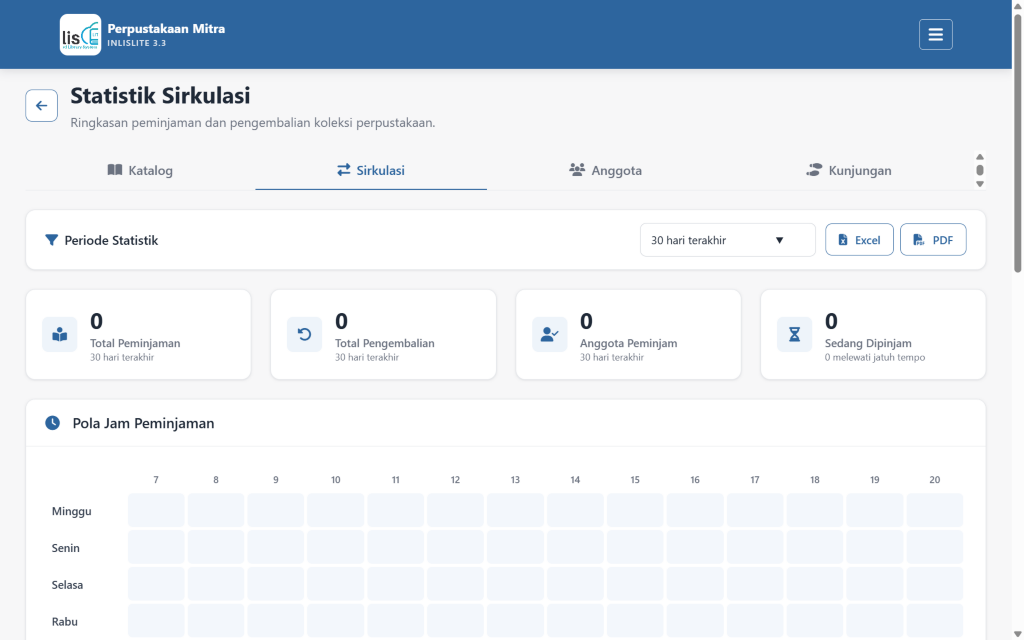 lis
Perpustakaan Mitra
INLISLITE 3.3
Statistik Sirkulasi
Ringkasan peminjaman dan pengembalian koleksi perpustakaan.
Katalog
Sirkulasi
Anggota
Kunjungan
Periode Statistik
30 hari terakhir
Excel
PDF
0
Total Peminjaman
30 hari terakhir
0
Total Pengembalian
30 hari terakhir
0
Anggota Peminjam
30 hari terakhir
0
Sedang Dipinjam
0 melewati jatuh tempo
Pola Jam Peminjaman
7 8 9 10 11 12 13 14 15 16 17 18 19 20
Minggu
Senin
Selasa
Rabu